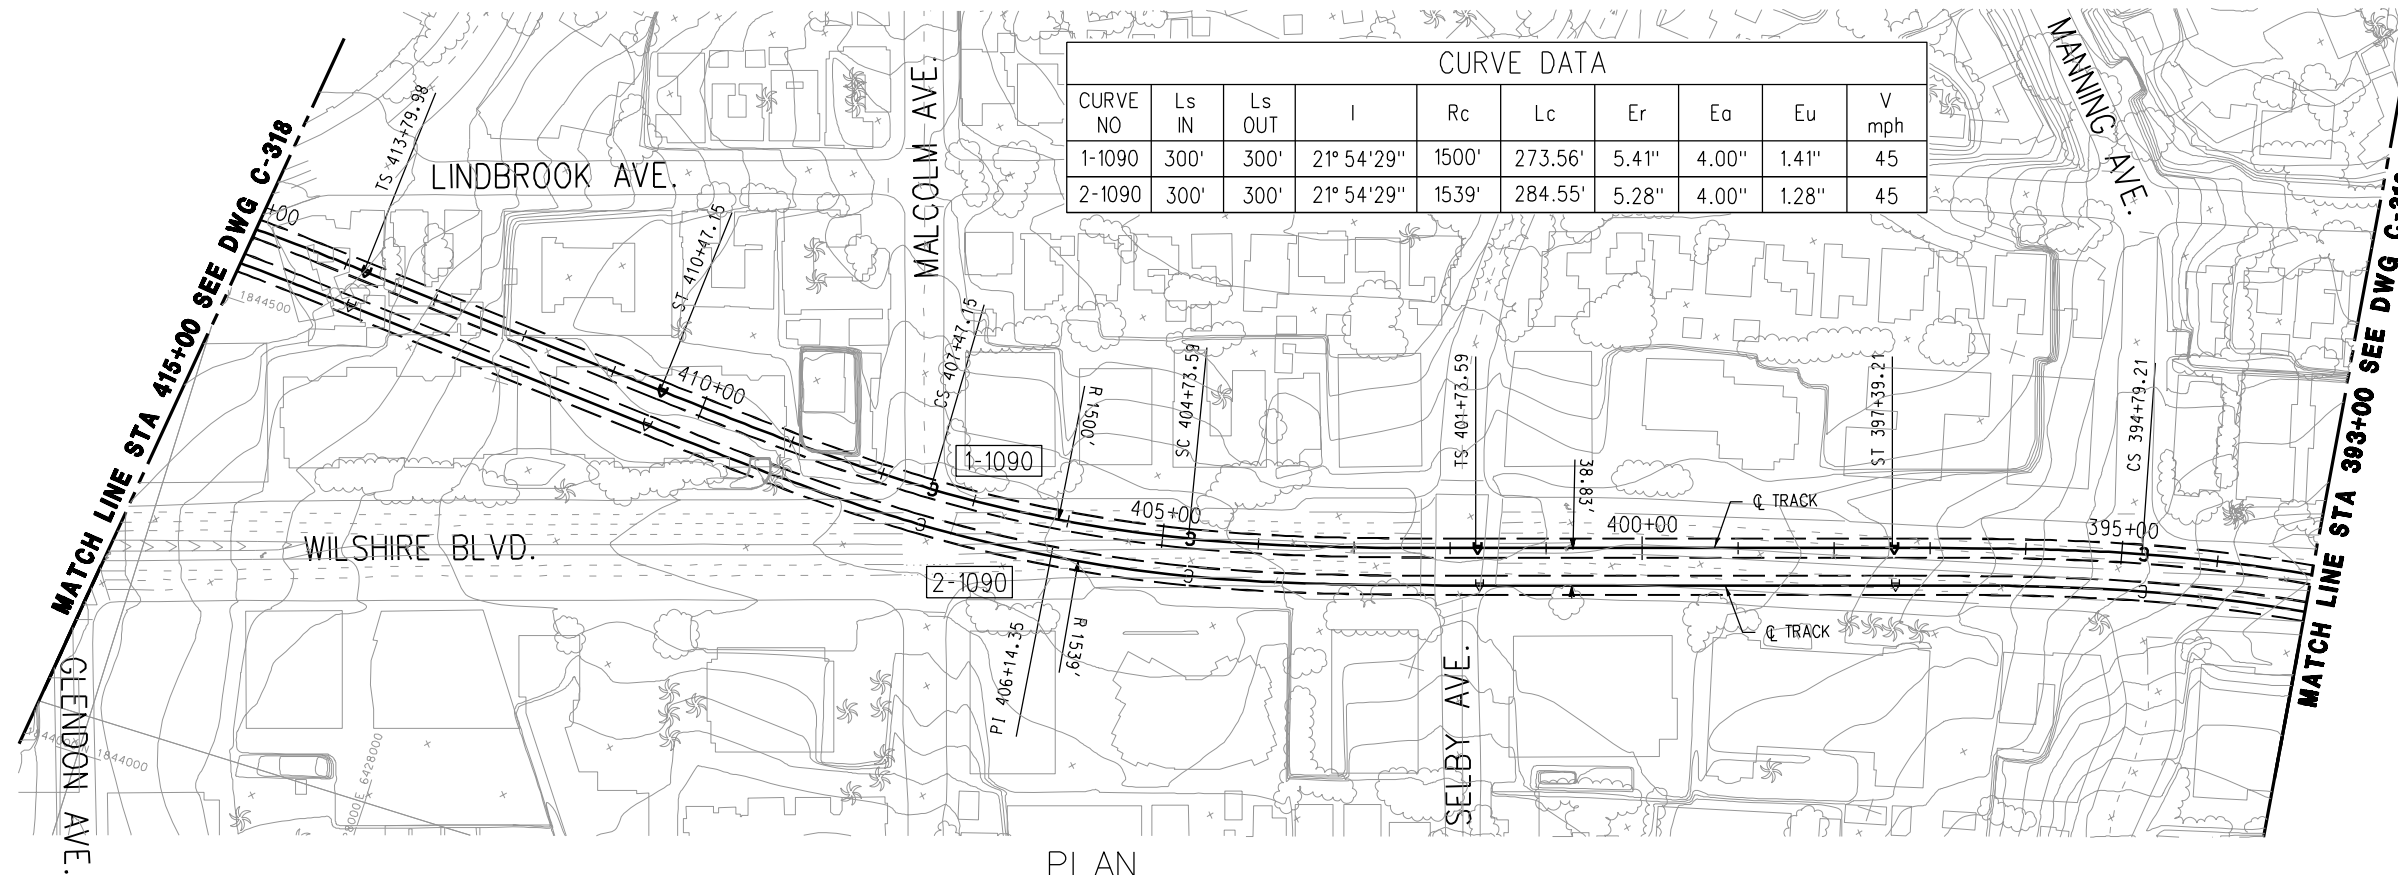 CURVE DATA
CURVE NO | Ls IN | Ls OUT | I | Rc | Lc | Er | Ea | Eu | V mph
1-1090 | 300' | 300' | 21° 54'29" | 1500' | 273.56' | 5.41" | 4.00" | 1.41" | 45
2-1090 | 300' | 300' | 21° 54'29" | 1539' | 284.55' | 5.28" | 4.00" | 1.28" | 45
MATCH LINE STA 415+00 SEE DWG C-318
+00
TS 413+79.98
LINDBROOK AVE.
ST 410+47.15
410+00
MALCOLM AVE.
CS 407+47.15
1-1090
R 1500'
SC 404+73.59
405+00
TS 401+73.59
38.83'
400+00
℄ TRACK
ST 397+39.21
CS 394+79.21
395+00
MANNING AVE.
MATCH LINE STA 393+00 SEE DWG
1844500
WILSHIRE BLVD.
2-1090
PI 406+14.35
R 1539'
℄ TRACK
SELBY AVE.
GLENDON AVE.
1844000
E 6428000
PLAN